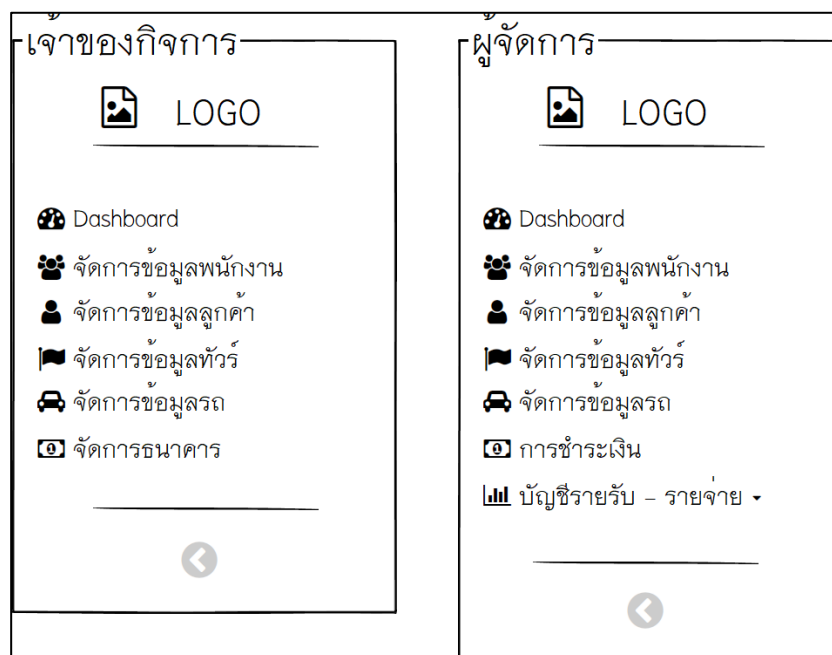 เจ้าของกิจการ
LOGO
Dashboard
จัดการข้อมูลพนักงาน
จัดการข้อมูลลูกค้า
จัดการข้อมูลทัวร์
จัดการข้อมูลรถ
จัดการธนาคาร
ผู้จัดการ
LOGO
Dashboard
จัดการข้อมูลพนักงาน
จัดการข้อมูลลูกค้า
จัดการข้อมูลทัวร์
จัดการข้อมูลรถ
การชำระเงิน
บัญชีรายรับ - รายจ่าย